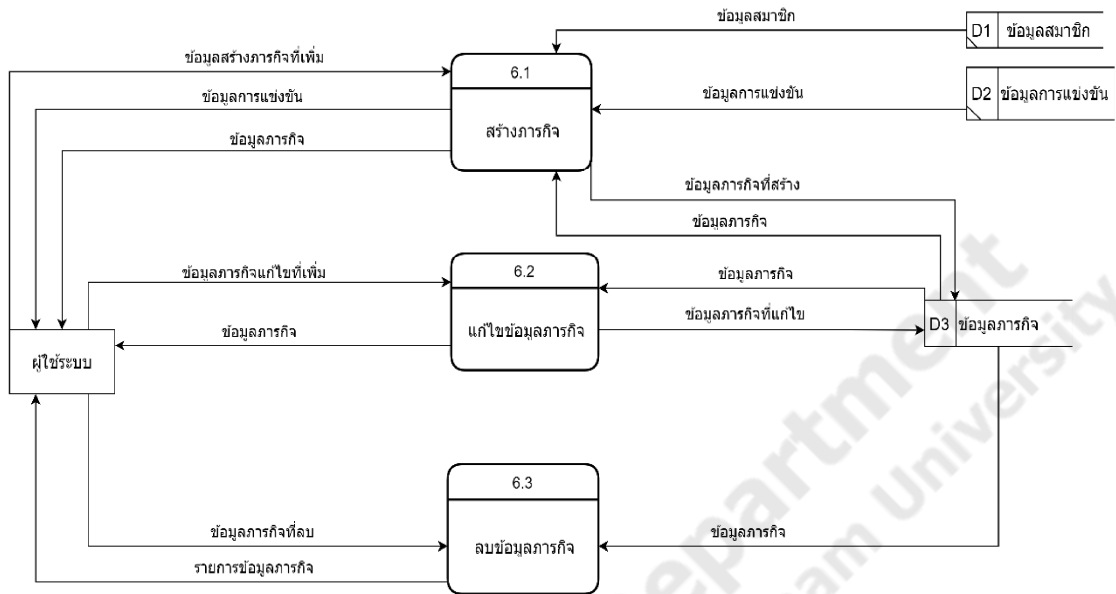 ข้อมูลสมาชิก
D1 ข้อมูลสมาชิก
ข้อมูลสร้างภารกิจที่เพิ่ม
6.1
ข้อมูลการแข่งขัน
ข้อมูลการแข่งขัน
D2 ข้อมูลการแข่งขัน
สร้างภารกิจ
ข้อมูลภารกิจ
ข้อมูลภารกิจที่สร้าง
ข้อมูลภารกิจ
ข้อมูลภารกิจแก้ไขที่เพิ่ม
6.2
ข้อมูลภารกิจ
ข้อมูลภารกิจที่แก้ไข
D3 ข้อมูลภารกิจ
ข้อมูลภารกิจ
แก้ไขข้อมูลภารกิจ
ผู้ใช้ระบบ
6.3
ข้อมูลภารกิจที่ลบ
ลบข้อมูลภารกิจ
ข้อมูลภารกิจ
รายการข้อมูลภารกิจ
University